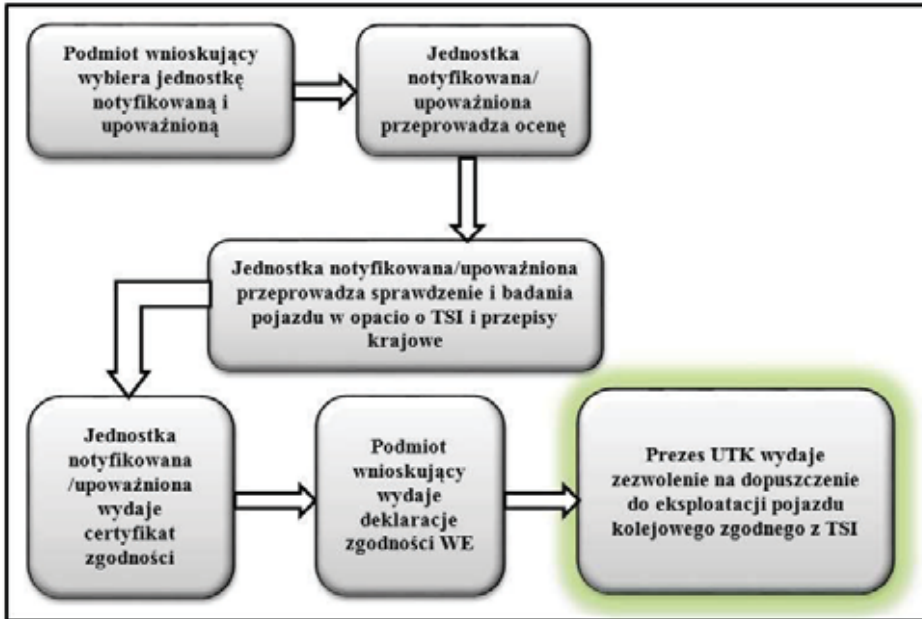 Podmiot wnioskujący
wybiera jednostkę
notyfikowaną i
upoważnioną
Jednostka
notyfikowana/
upoważniona
przeprowadza ocenę
Jednostka notyfikowana/upoważniona
przeprowadza sprawdzenie i badania
pojazdu w opacio o TSI i przepisy
krajowe
Jednostka
notyfikowana
/upoważniona
wydaje
certyfikat
zgodności
Podmiot
wnioskujący
wydaje
deklaracje
zgodności WE
Prezes UTK wydaje
zezwolenie na dopuszczenie
do eksploatacji pojazdu
kolejowego zgodnego z TSI